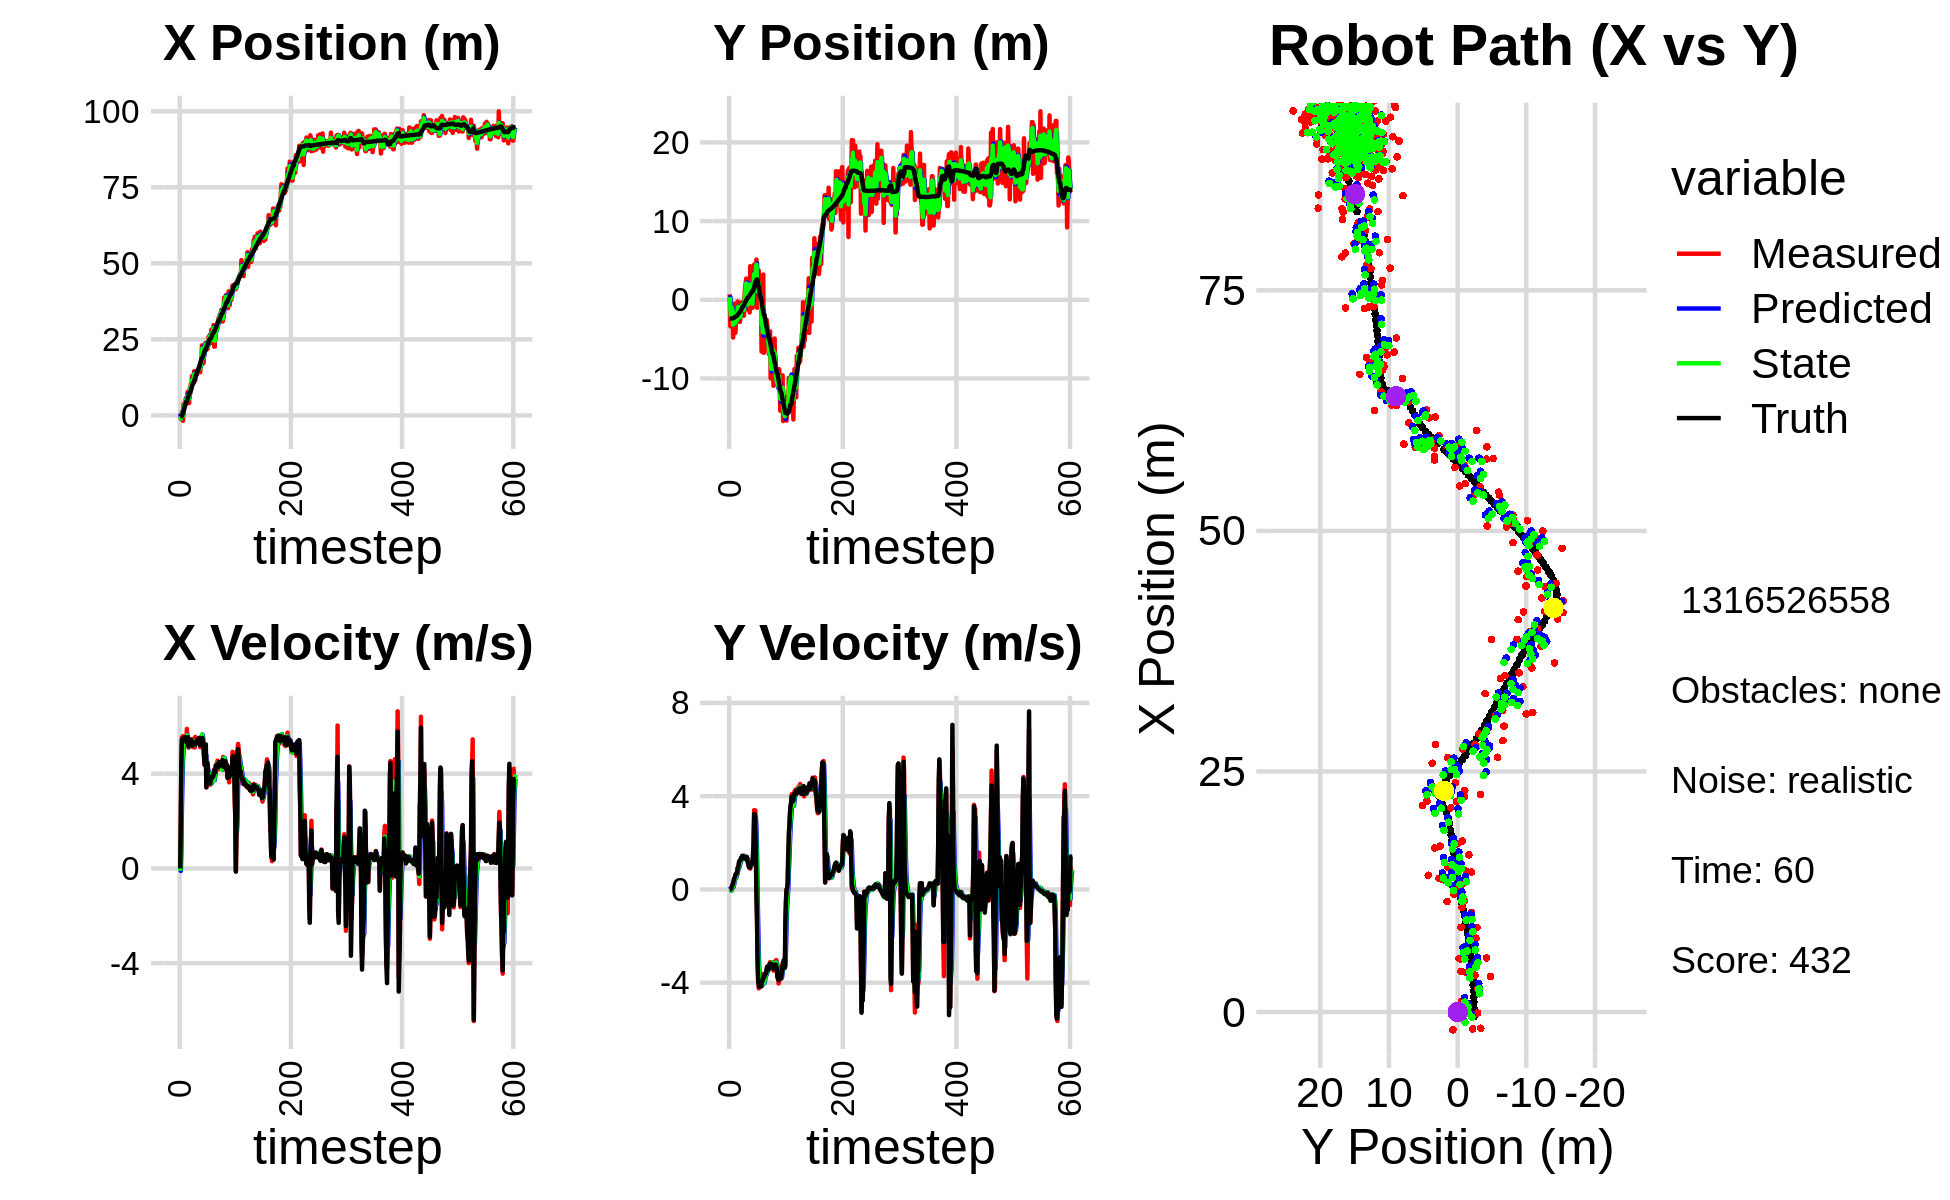 X Position (m)
100
75
50
25
0
0
200
400
600
timestep
Y Position (m)
20
10
0
-10
0
200
400
600
timestep
X Velocity (m/s)
4
0
-4
0
200
400
600
timestep
Y Velocity (m/s)
8
4
0
-4
0
200
400
600
timestep
Robot Path (X vs Y)
X Position (m)
75
50
25
0
20
10
0
-10
-20
Y Position (m)
variable
Measured
Predicted
State
Truth
1316526558
Obstacles: none
Noise: realistic
Time: 60
Score: 432